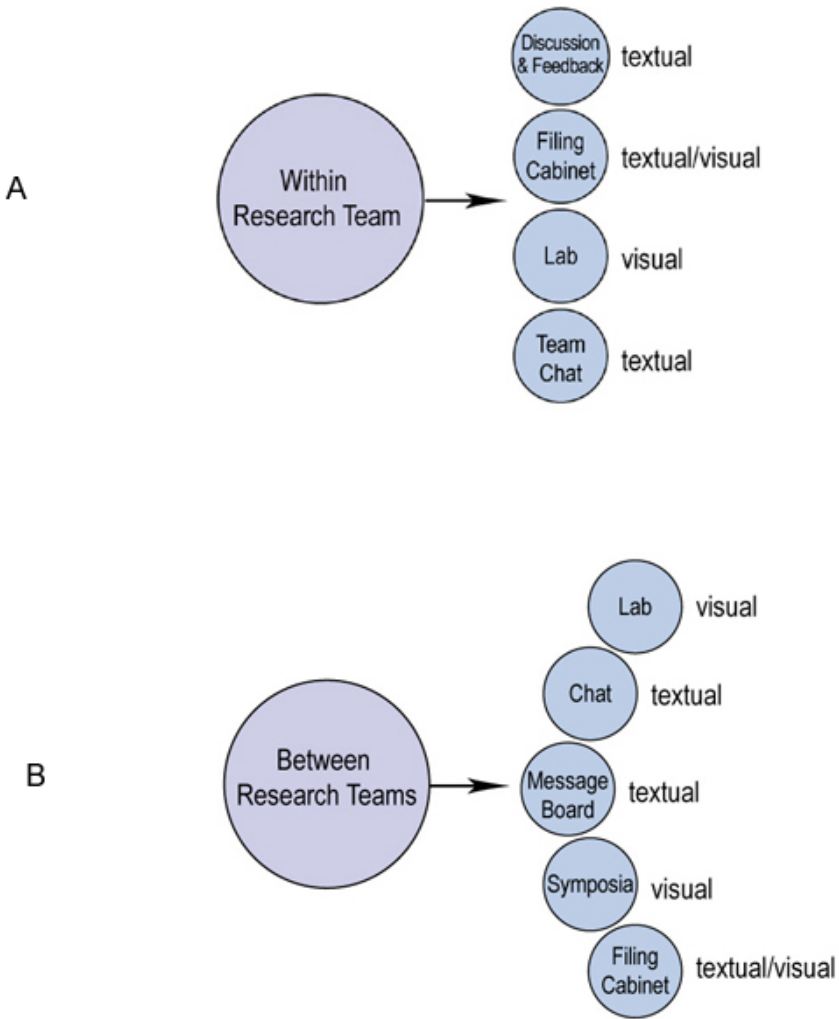 A
Within
Research Team
Discussion
& Feedback
textual
Filing
Cabinet
textual/visual
Lab
visual
Team
Chat
textual
B
Between
Research Teams
Lab
visual
Chat
textual
Message
Board
textual
Symposia
visual
Filing
Cabinet
textual/visual